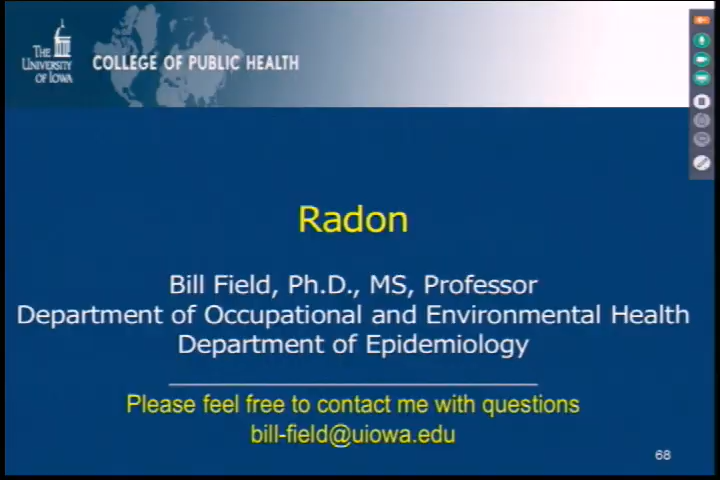 THE
UNIVERSITY
OF IOWA
COLLEGE OF PUBLIC HEALTH
Radon
Bill Field, Ph.D., MS, Professor
Department of Occupational and Environmental Health
Department of Epidemiology
Please feel free to contact me with questions
bill-field@uiowa.edu
68